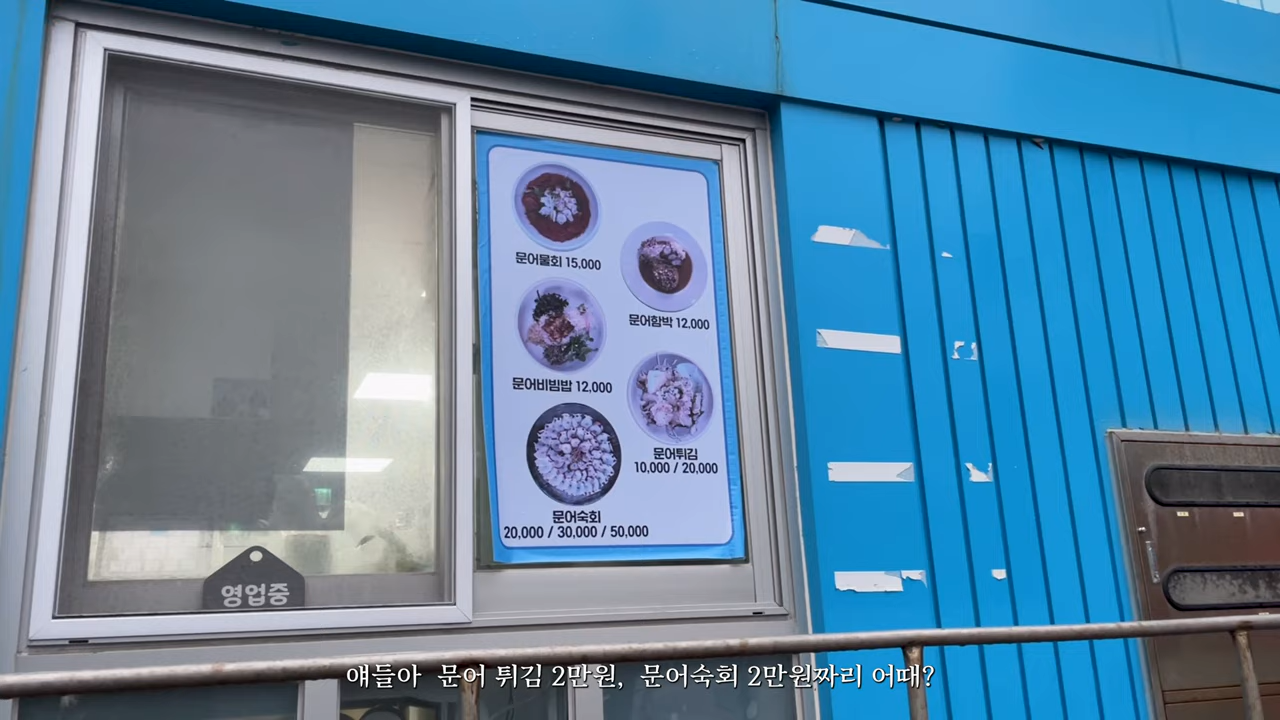 문어물회 15,000
문어함박 12,000
문어비빔밥 12,000
문어튀김
10,000 / 20,000
문어숙회
20,000 / 30,000 / 50,000
영업중
얘들아 문어 튀김 2만원, 문어숙회 2만원짜리 어때?